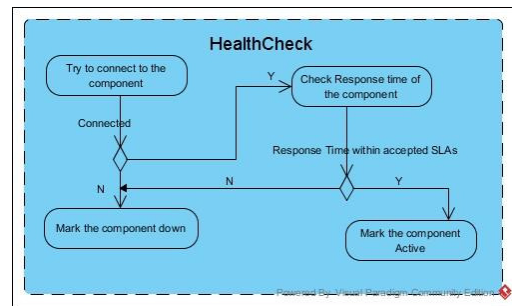 HealthCheck
Try to connect to the
component
Y
Check Response time of
the component
Connected
Response Time within accepted SLAs
N
N
Y
Mark the component down
Mark the component
Active
Powered By Visual Paradigm Community Edition